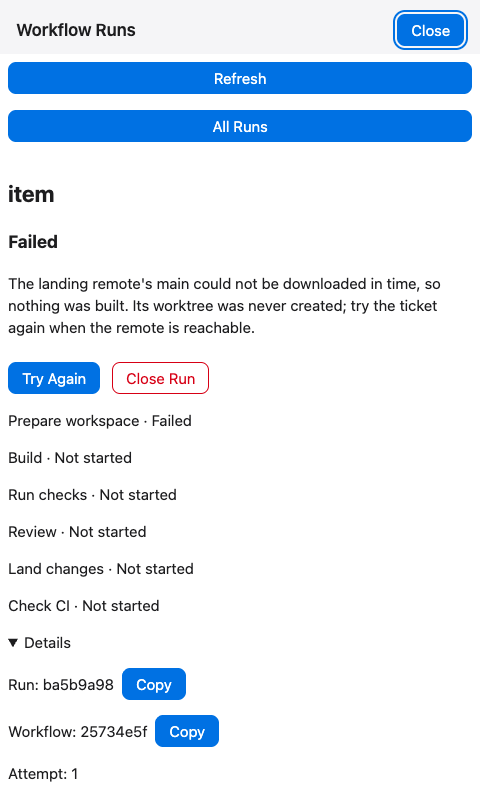 Workflow Runs
Close
Refresh
All Runs
item
Failed
The landing remote's main could not be downloaded in time, so
nothing was built. Its worktree was never created; try the ticket
again when the remote is reachable.
Try Again
Close Run
Prepare workspace · Failed
Build · Not started
Run checks · Not started
Review · Not started
Land changes · Not started
Check CI · Not started
▼ Details
Run: ba5b9a98 Copy
Workflow: 25734e5f Copy
Attempt: 1